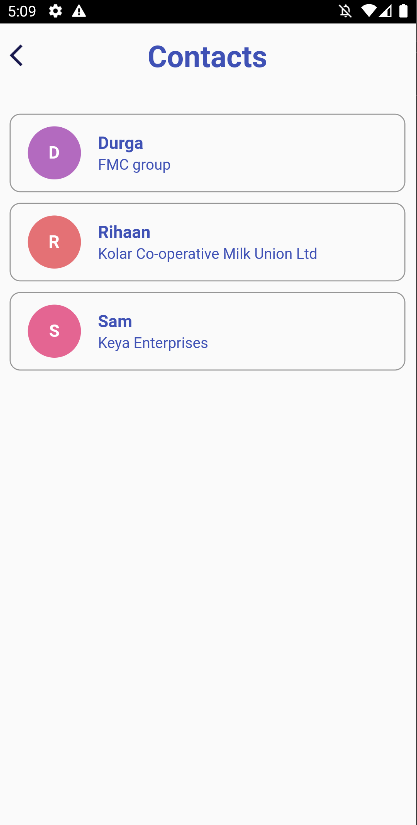 5:09
Contacts
D
Durga
FMC group
R
Rihaan
Kolar Co-operative Milk Union Ltd
S
Sam
Keya Enterprises